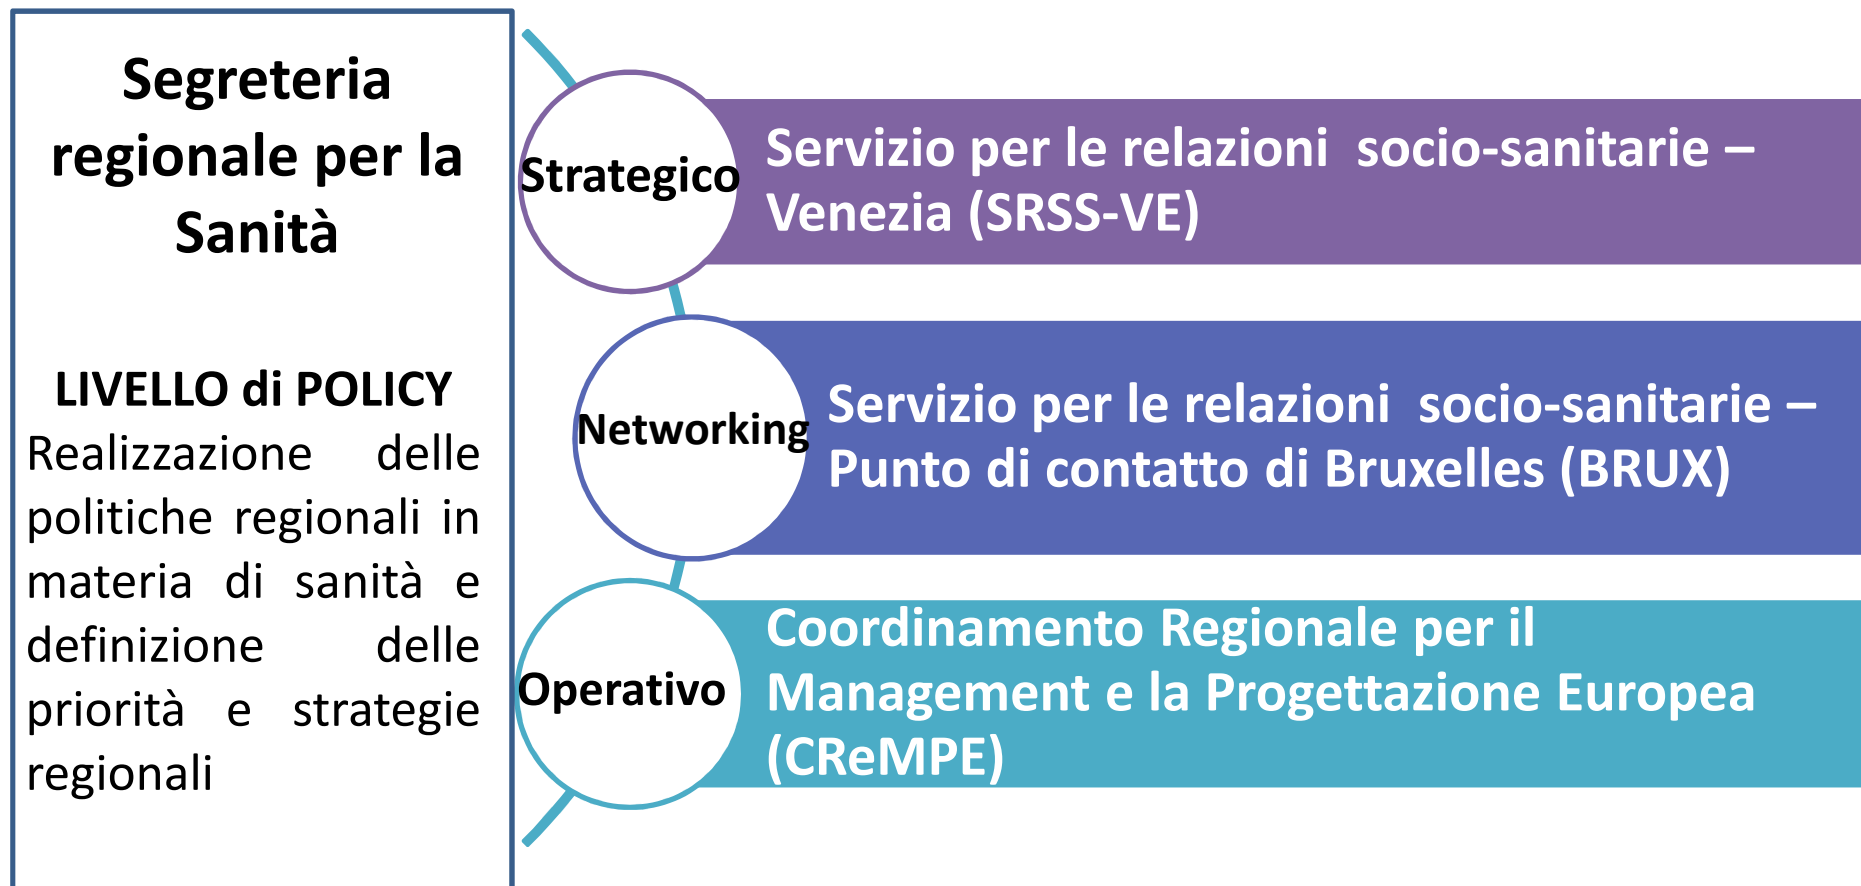 Segreteria
regionale per la
Sanità
LIVELLO di POLICY
Realizzazione delle
politiche regionali in
materia di sanità e
definizione delle
priorità e strategie
regionali
Strategico
Servizio per le relazioni  socio-sanitarie –
Venezia (SRSS-VE)
Networking
Servizio per le relazioni  socio-sanitarie –
Punto di contatto di Bruxelles (BRUX)
Operativo
Coordinamento Regionale per il
Management e la Progettazione Europea
(CReMPE)